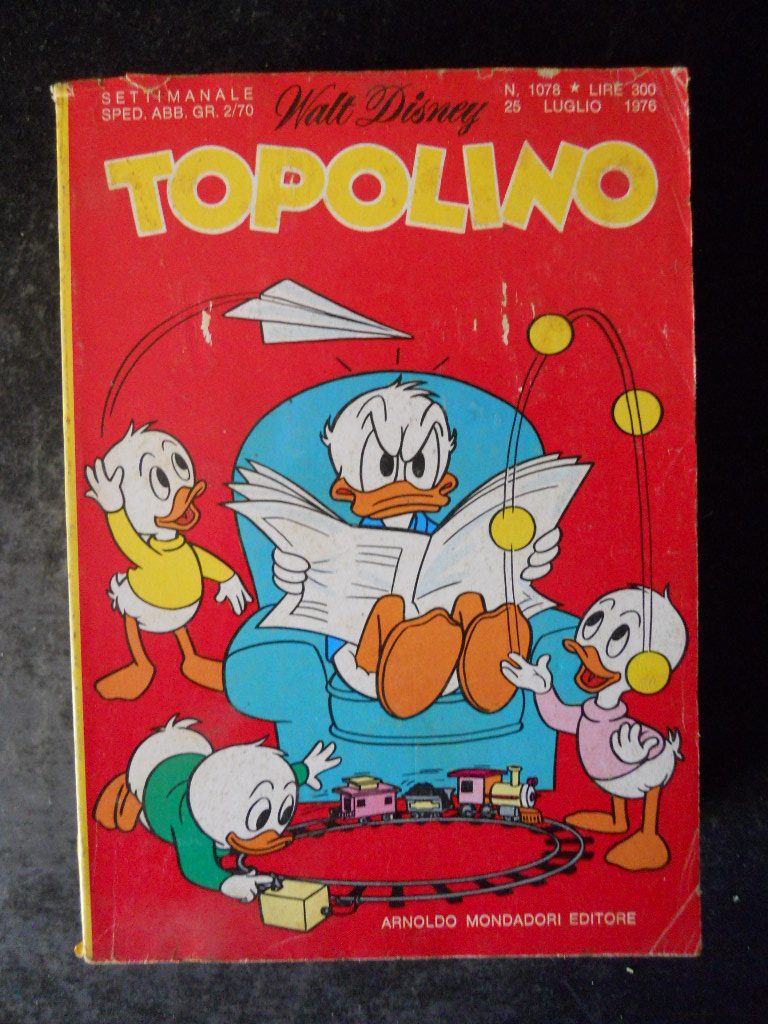 SETTIMANALE
SPED. ABB. GR. 2/70
Walt Disney
N. 1078 ★ LIRE 300
25 LUGLIO 1976
TOPOLINO
ARNOLDO MONDADORI EDITORE